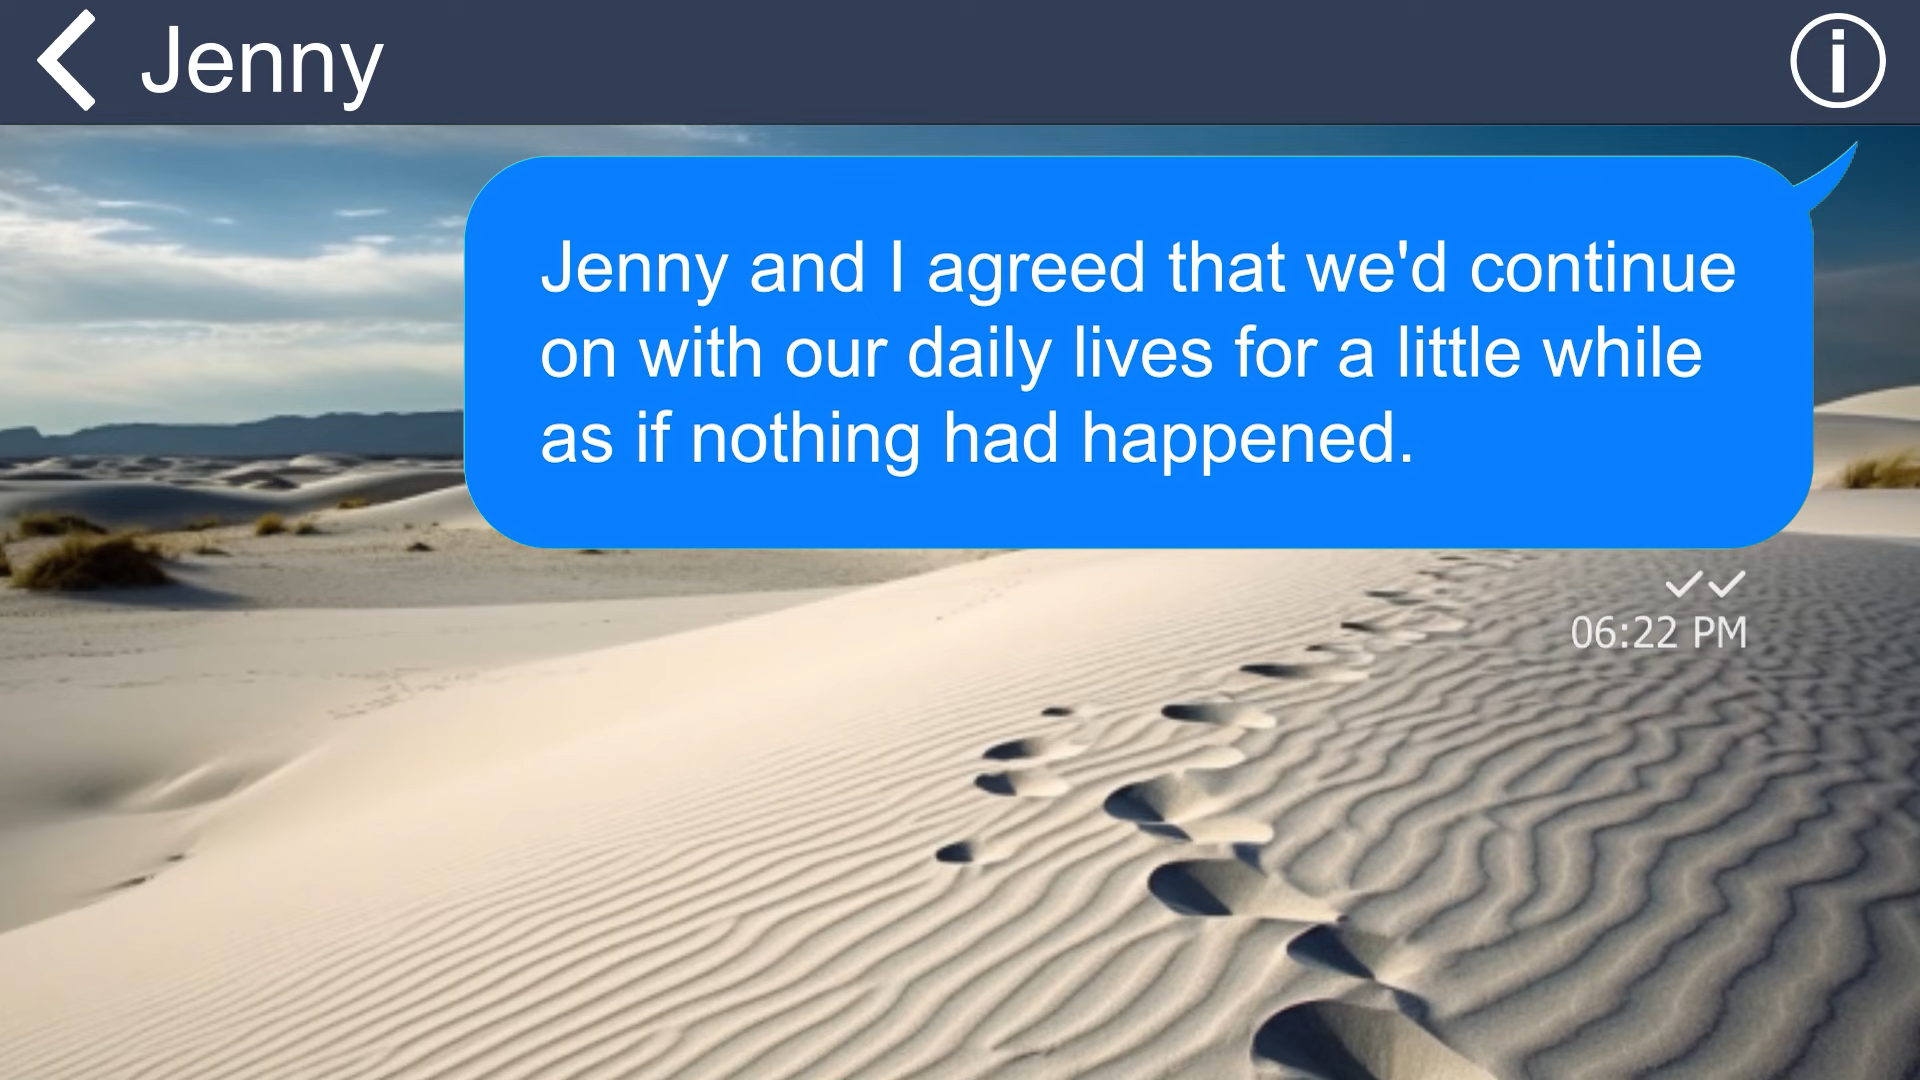 Jenny
Jenny and I agreed that we'd continue
on with our daily lives for a little while
as if nothing had happened.
06:22 PM